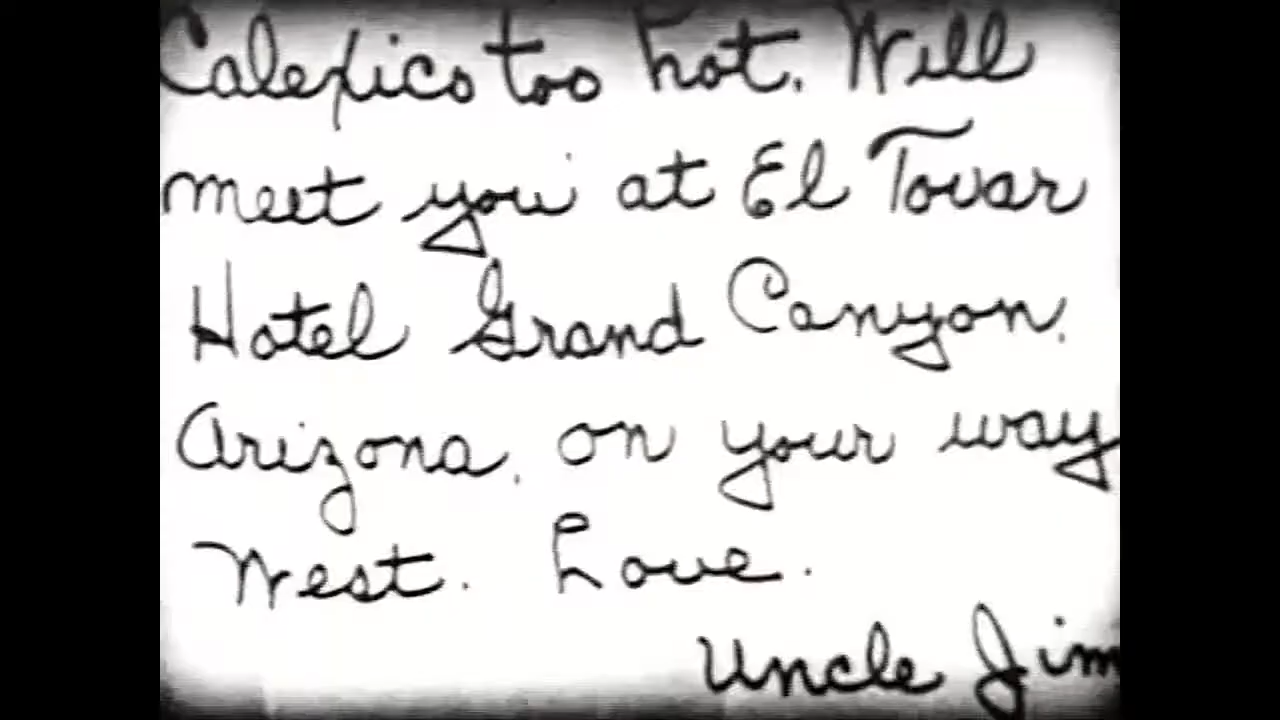 Calexico too hot. Will
meet you at El Tovar
Hotel Grand Canyon,
Arizona, on your way
West. Love.
Uncle Jim